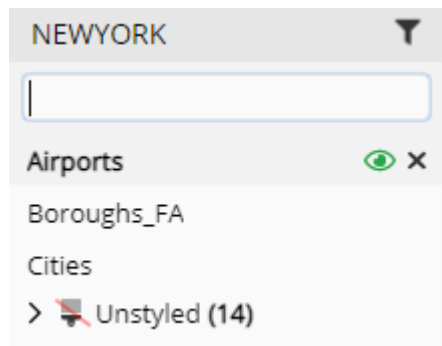 NEWYORK
Airports
Boroughs_FA
Cities
Unstyled (14)